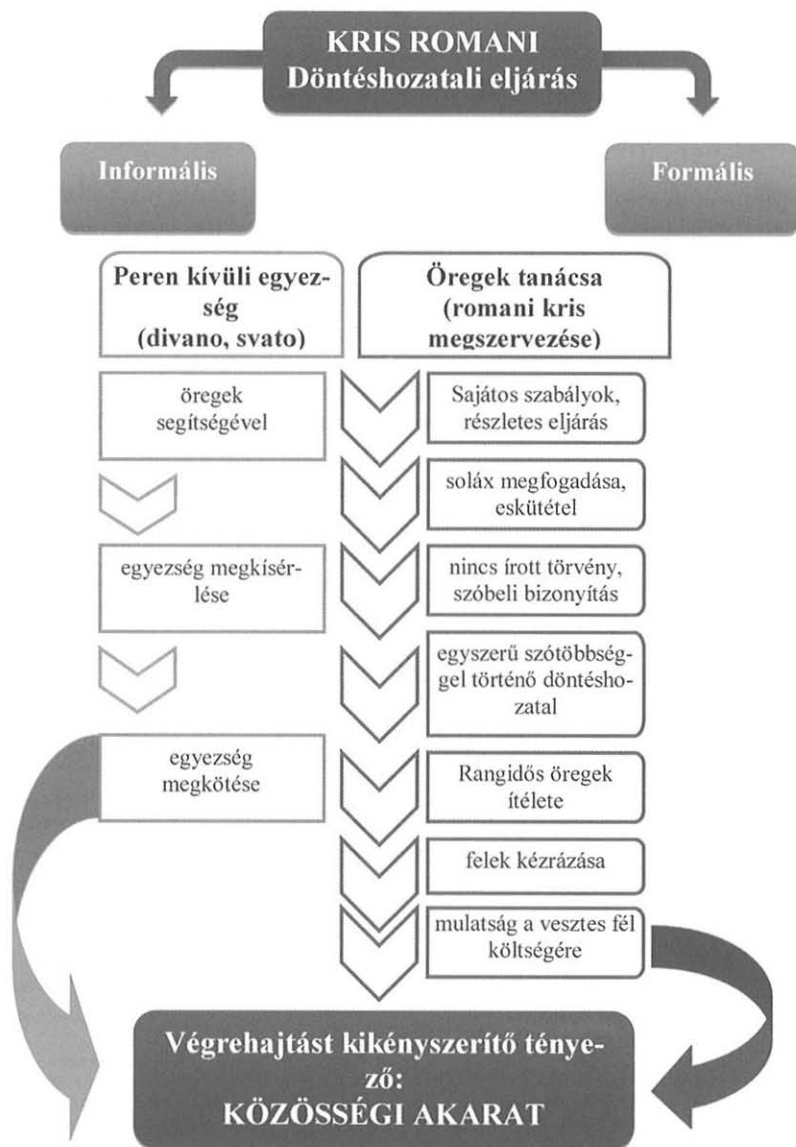 KRIS ROMANI
Döntéshozatali eljárás
Informális
Formális
Peren kívüli egyez-
ség
(divano, svato)
öregek
segítségével
egyezség megkísér-
lése
egyezség
megkötése
Öregek tanácsa
(romani kris
megszervezése)
Sajátos szabályok,
részletes eljárás
soláx megfogadása,
eskütétel
nincs írott törvény,
szóbeli bizonyítás
egyszerű szótöbbség-
gel történő döntésho-
zatal
Rangidős öregek
ítélete
felek kézrázása
mulatság a vesztes fél
költségére
Végrehajtást kikényszerítő ténye-
ző:
KÖZÖSSÉGI AKARAT